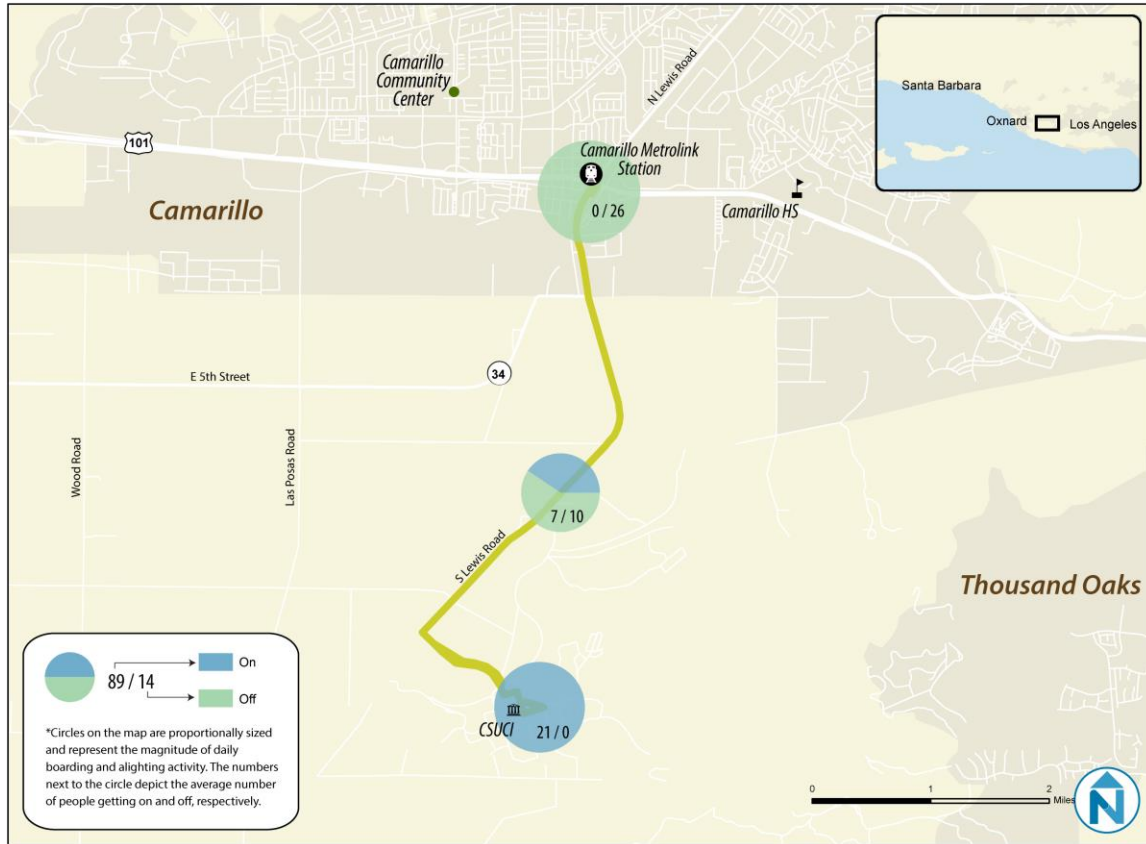 Camarillo
Community
Center
N Lewis Road
Santa Barbara
Oxnard
Los Angeles
101
Camarillo Metrolink
Station
Camarillo
0 / 26
Camarillo HS
E 5th Street
34
Wood Road
Las Posas Road
7 / 10
S Lewis Road
Thousand Oaks
On
89 / 14
Off
*Circles on the map are proportionally sized
and represent the magnitude of daily
boarding and alighting activity. The numbers
next to the circle depict the average number
of people getting on and off, respectively.
CSUCI
21 / 0
0 1 2
Miles
N